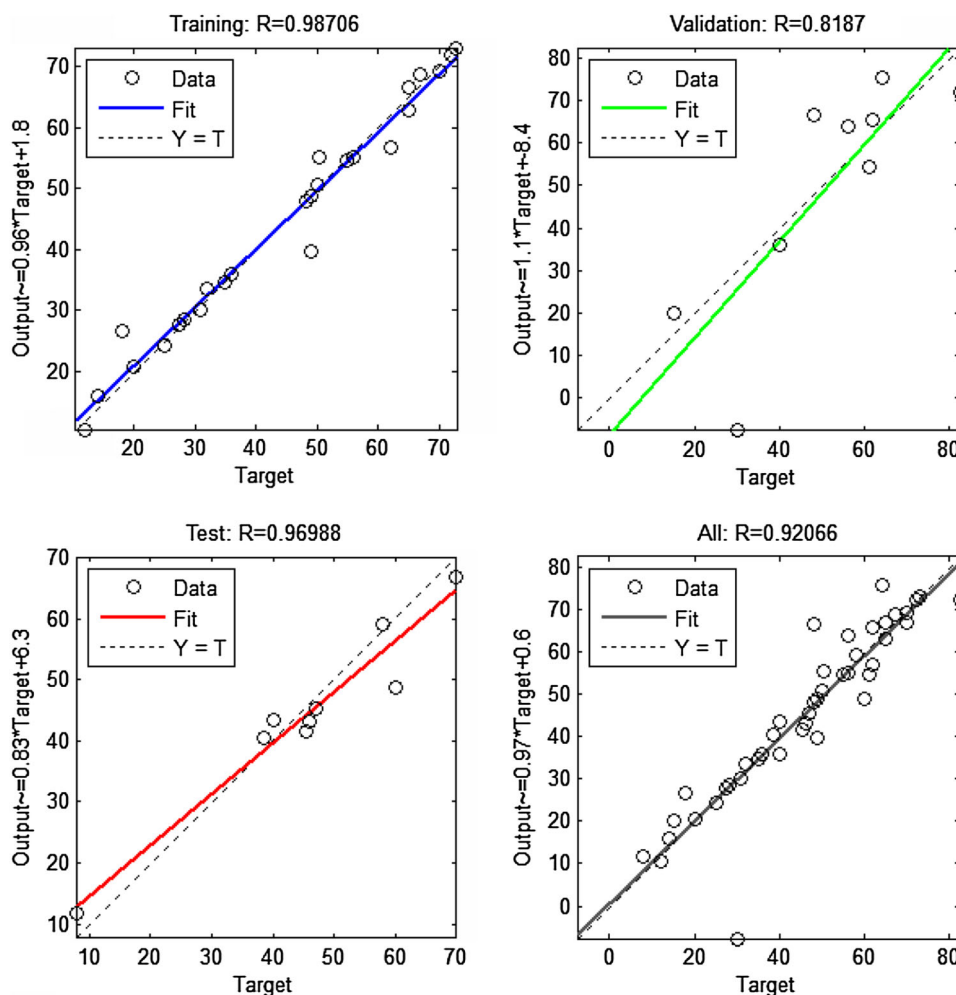 Training: R=0.98706
Output~=0.96*Target+1.8
70
60
50
40
30
20
Data
Fit
Y = T
20 30 40 50 60 70
Target
Validation: R=0.8187
Output~=1.1*Target+-8.4
80
70
60
50
40
30
20
10
0
Data
Fit
Y = T
0 20 40 60 80
Target
Test: R=0.96988
Output~=0.83*Target+6.3
70
60
50
40
30
20
10
Data
Fit
Y = T
10 20 30 40 50 60 70
Target
All: R=0.92066
Output~=0.97*Target+0.6
80
70
60
50
40
30
20
10
0
Data
Fit
Y = T
0 20 40 60 80
Target